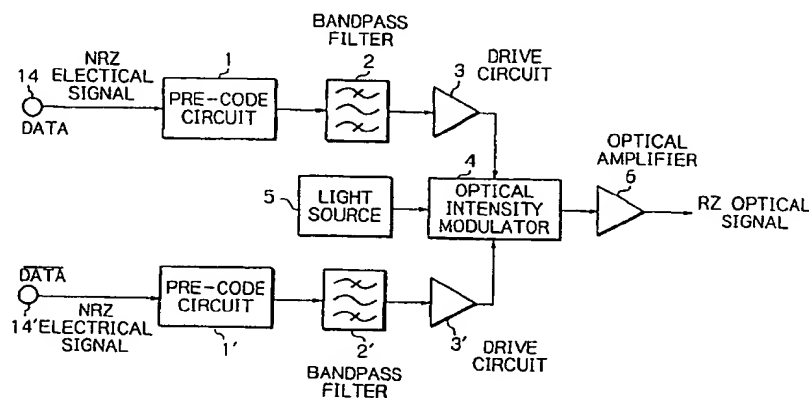 BANDPASS
FILTER
2
DRIVE
CIRCUIT
3
NRZ
ELECTICAL
SIGNAL
14
DATA
1
PRE-CODE
CIRCUIT
OPTICAL
AMPLIFIER
6
4
5
LIGHT
SOURCE
OPTICAL
INTENSITY
MODULATOR
RZ OPTICAL
SIGNAL
DATA
14' ELECTRICAL
NRZ
SIGNAL
PRE-CODE
CIRCUIT
1'
2'
BANDPASS
FILTER
3'
DRIVE
CIRCUIT